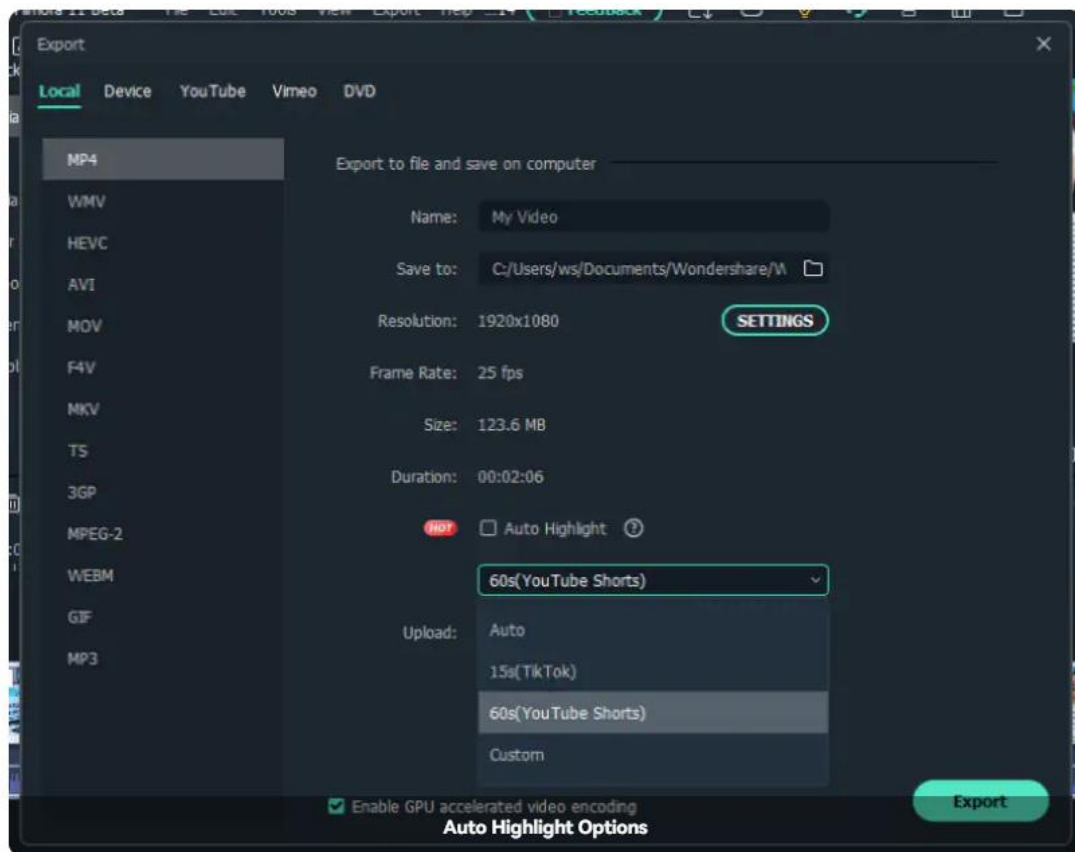 Export
Local Device YouTube Vimeo DVD
MP4
WMV
HEVC
AVI
MOV
F4V
MKV
TS
3GP
MPEG-2
WEBM
GIF
MP3
Export to file and save on computer
Name: My Video
Save to: C:/Users/ws/Documents/Wondershare/W
Resolution: 1920x1080 SETTINGS
Frame Rate: 25 fps
Size: 123.6 MB
Duration: 00:02:06
HOT Auto Highlight ?
60s(YouTube Shorts)
Upload:
Auto
15s(TikTok)
60s(YouTube Shorts)
Custom
Enable GPU accelerated video encoding
Export
Auto Highlight Options